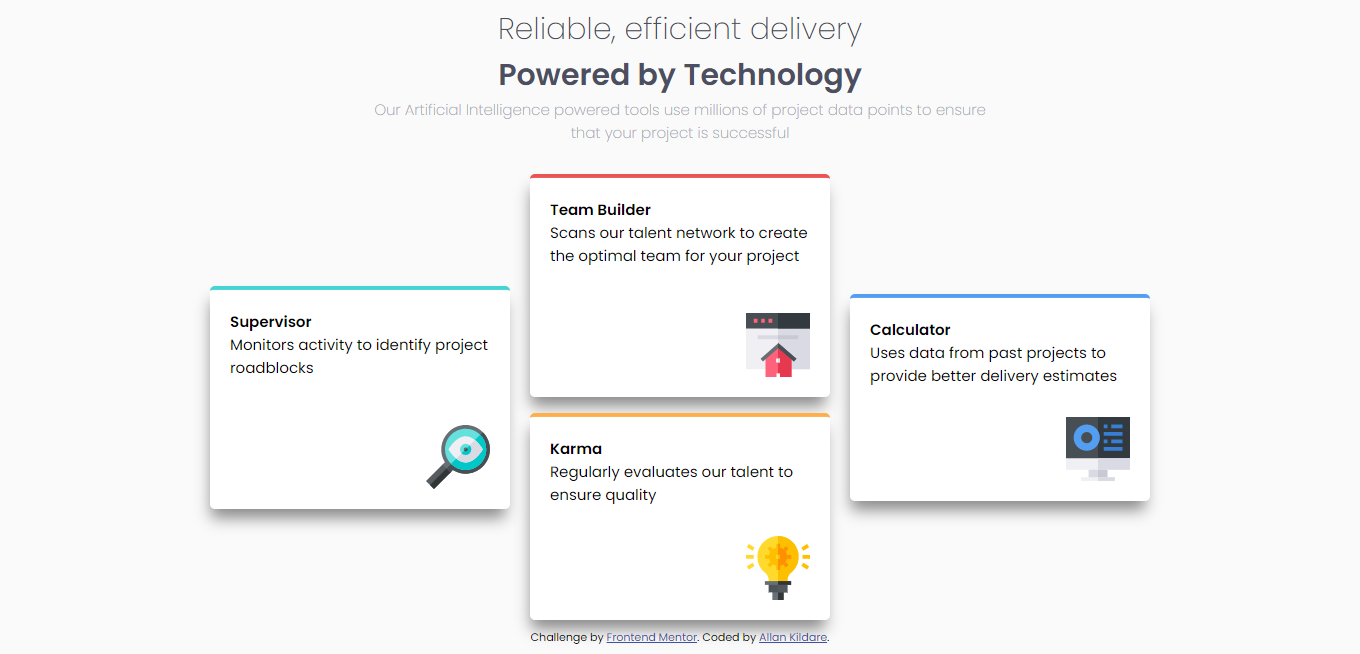 Reliable, efficient delivery
Powered by Technology
Our Artificial Intelligence powered tools use millions of project data points to ensure
that your project is successful
Team Builder
Scans our talent network to create
the optimal team for your project
Supervisor
Monitors activity to identify project
roadblocks
Calculator
Uses data from past projects to
provide better delivery estimates
Karma
Regularly evaluates our talent to
ensure quality
Challenge by Frontend Mentor. Coded by Allan Kildare.